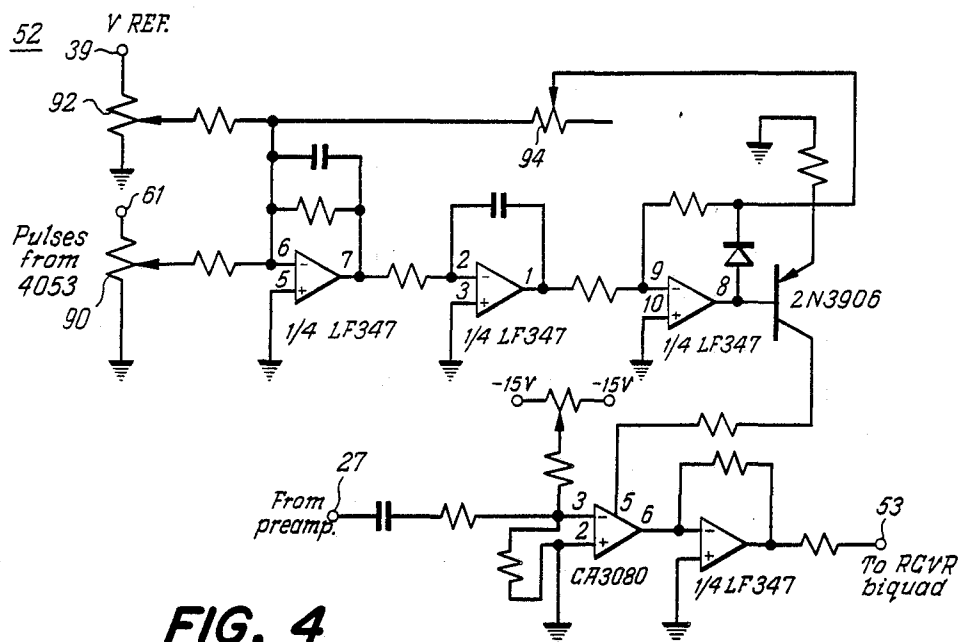 52
V REF.
39
92
94
61
Pulses
from
4053
90
6
5
7
1/4 LF347
2
3
1
1/4 LF347
9
10
8
1/4 LF347
2N3906
-15V
-15V
27
From
preamp.
3
2
5
6
CA3080
1/4 LF347
53
To RCVR
biquad
FIG. 4